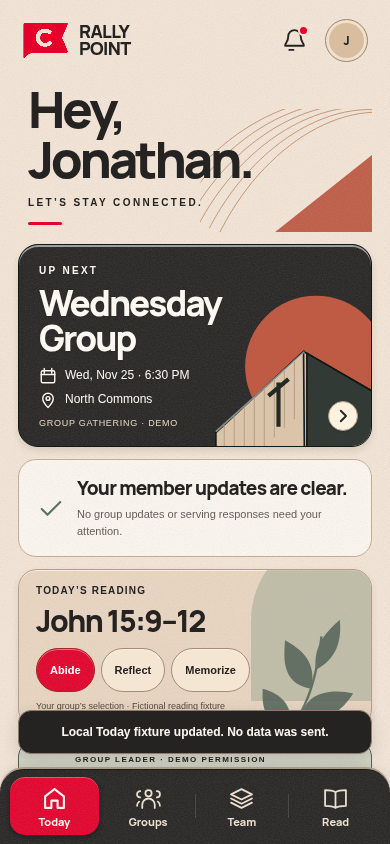 RALLY
POINT
J
Hey,
Jonathan.
LET'S STAY CONNECTED.
UP NEXT
Wednesday
Group
Wed, Nov 25 · 6:30 PM
North Commons
GROUP GATHERING · DEMO
Your member updates are clear.
No group updates or serving responses need your
attention.
TODAY'S READING
John 15:9–12
Abide
Reflect
Memorize
Your group's selection · Fictional reading fixture
Local Today fixture updated. No data was sent.
GROUP LEADER · DEMO PERMISSION
Today
Groups
Team
Read